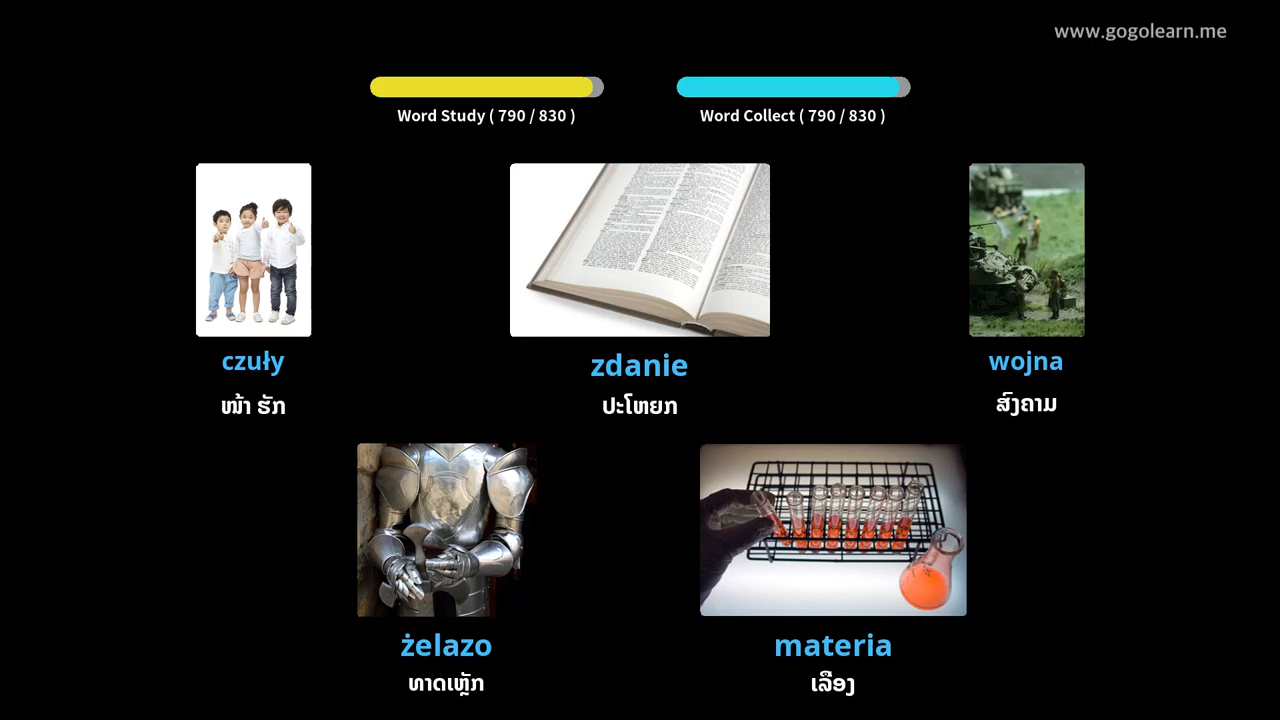 www.gogolearn.me
Word Study ( 790 / 830 )
Word Collect ( 790 / 830 )
czuły
ໜ້າ ຮັກ
zdanie
ປະໂຫຍກ
wojna
ສົງຄາມ
żelazo
ທາດເຫຼັກ
materia
ເລືອງ